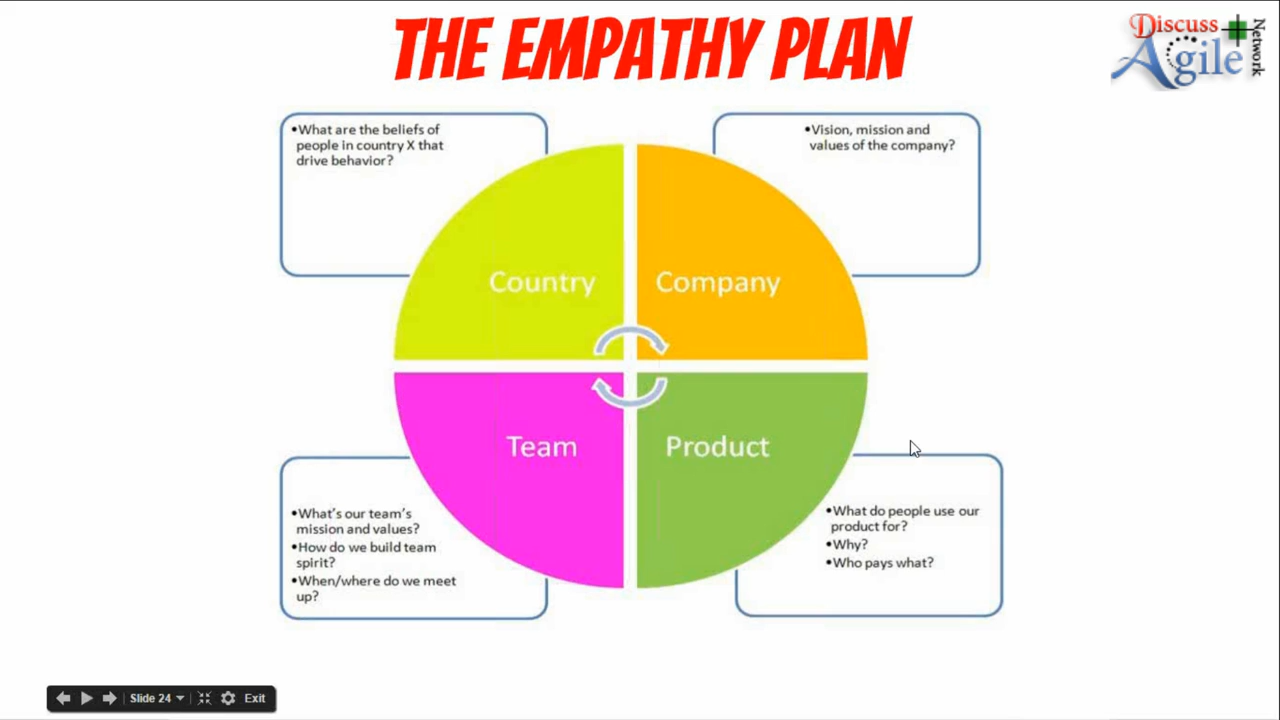 THE EMPATHY PLAN
Discuss
Agile
Network
•What are the beliefs of
people in country X that
drive behavior?
•Vision, mission and
values of the company?
Country
Company
Team
Product
•What's our team's
mission and values?
•How do we build team
spirit?
•When/where do we meet
up?
•What do people use our
product for?
•Why?
•Who pays what?
Slide 24
Exit